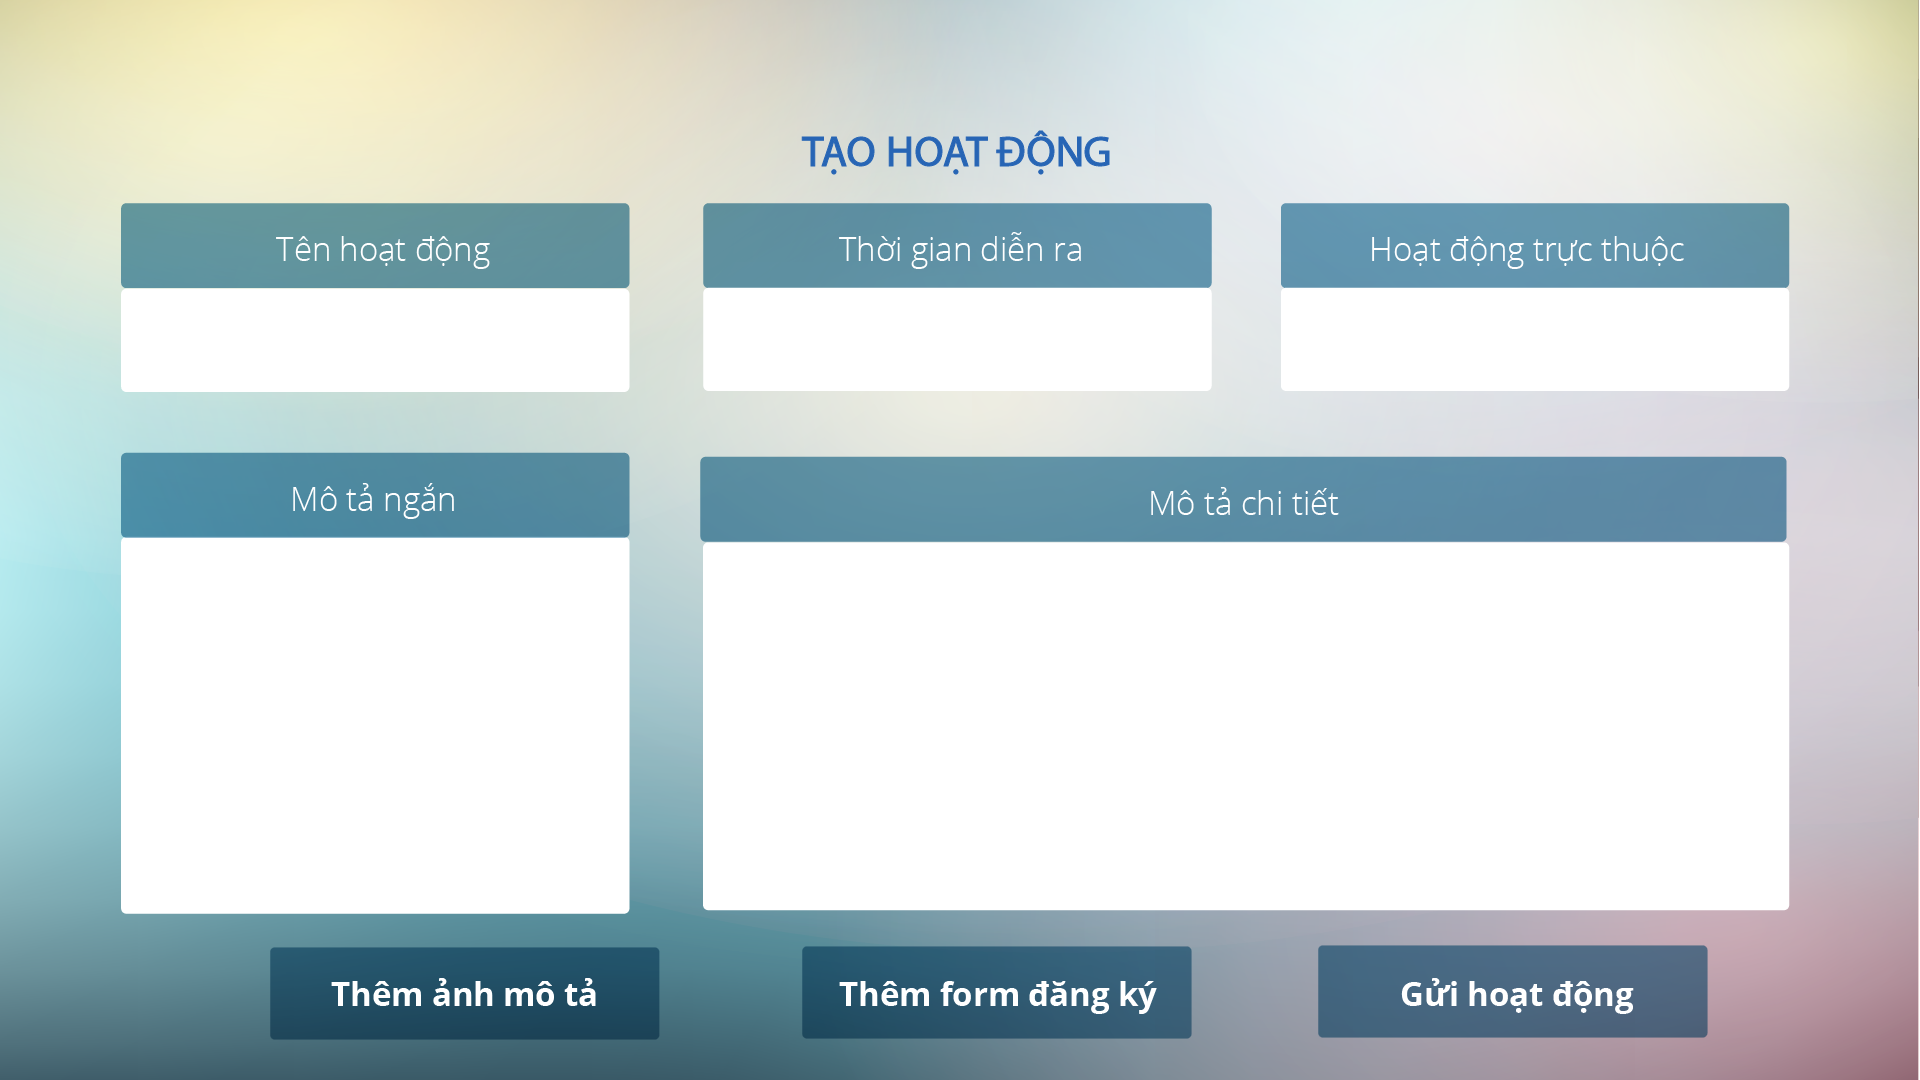 TẠO HOẠT ĐỘNG
Tên hoạt động
Thời gian diễn ra
Hoạt động trực thuộc
Mô tả ngắn
Mô tả chi tiết
Thêm ảnh mô tả
Thêm form đăng ký
Gửi hoạt động